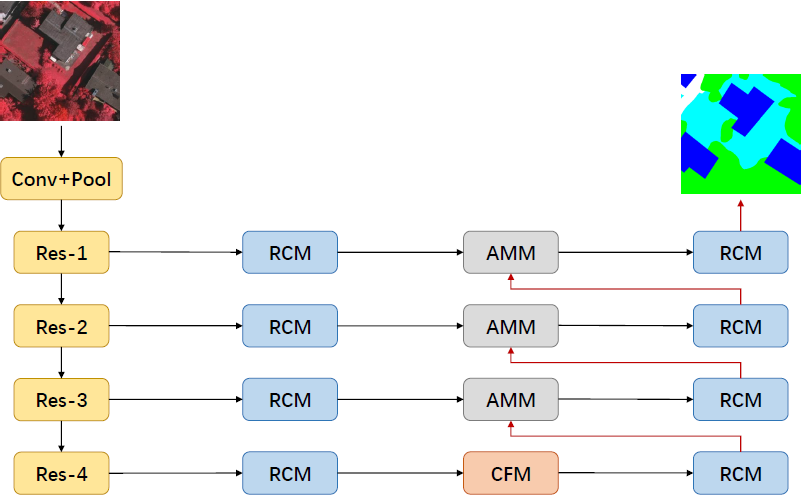 Conv+Pool
Res-1 RCM AMM RCM
Res-2 RCM AMM RCM
Res-3 RCM AMM RCM
Res-4 RCM CFM RCM